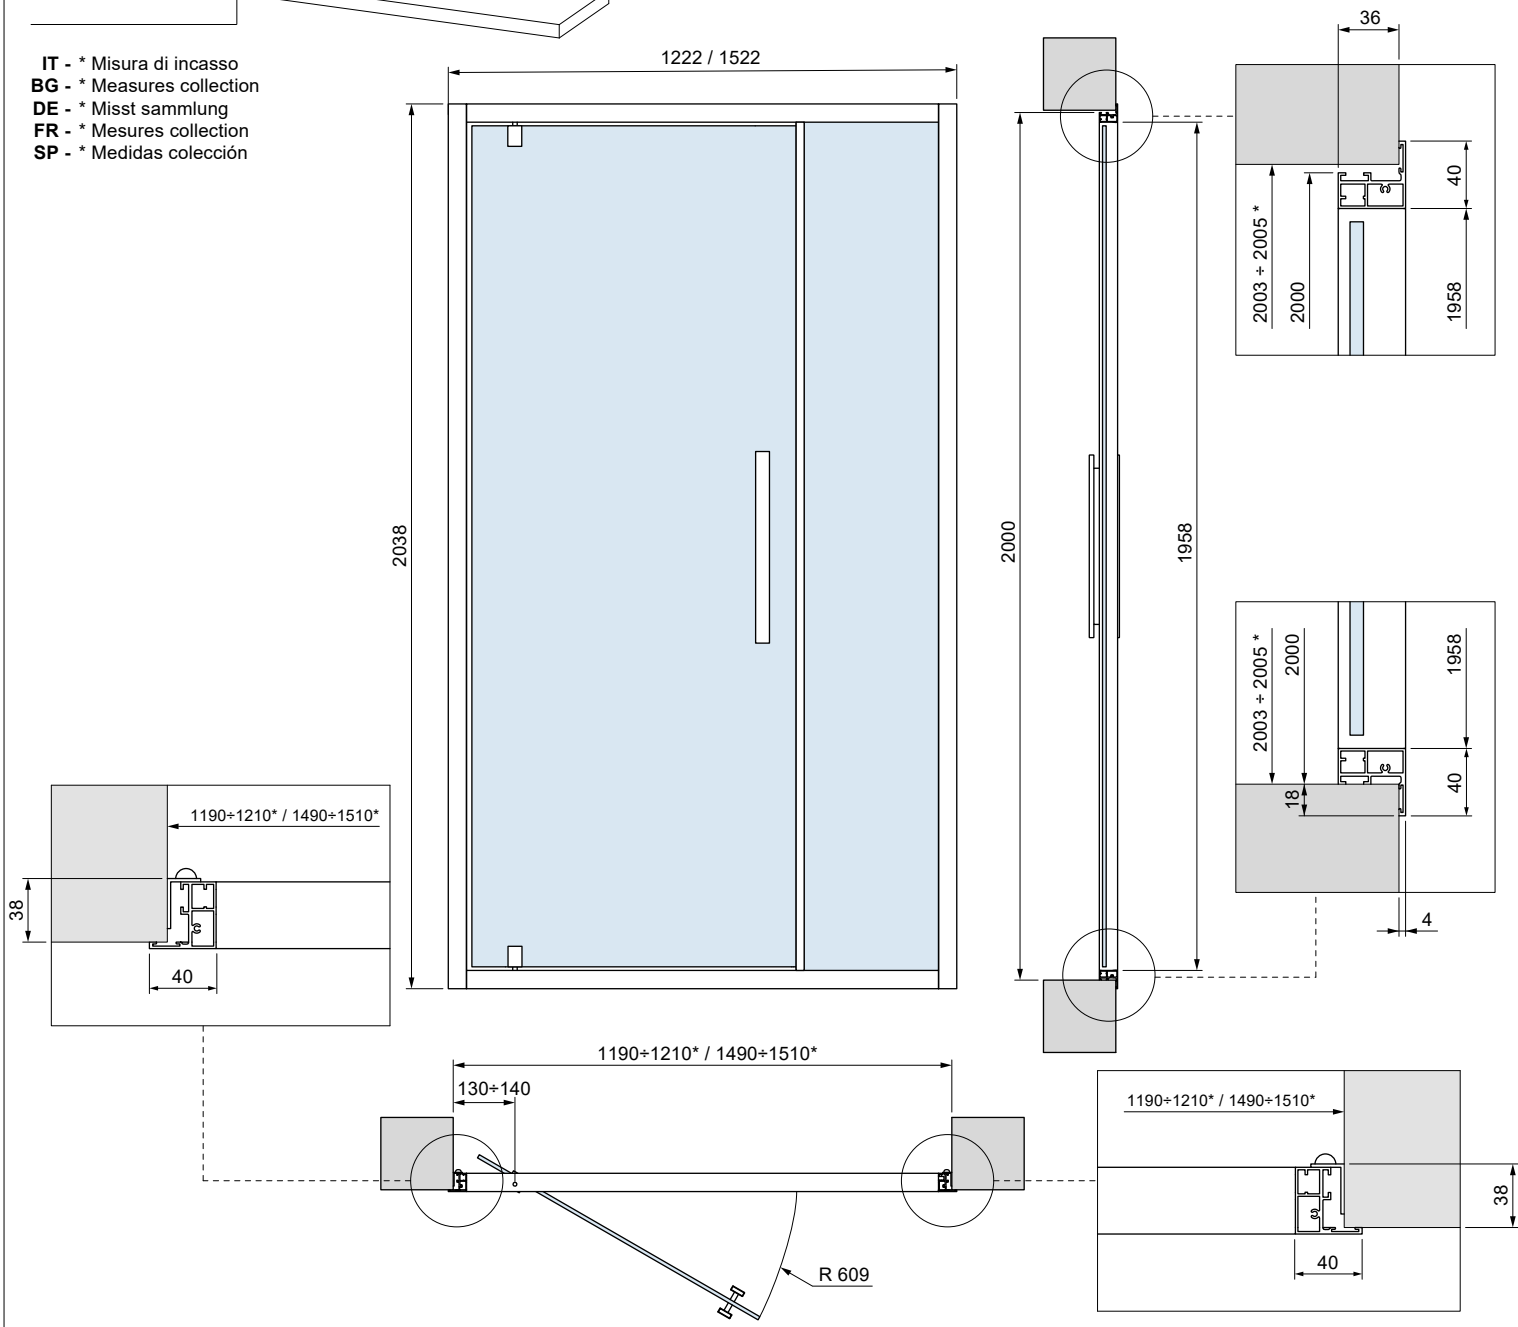 IT - * Misura di incasso
BG - * Measures collection
DE - * Misst sammlung
FR - * Mesures collection
SP - * Medidas colección
1222 / 1522
2038
2000
1958
36
40
2003 ÷ 2005 *
2000
1958
2003 ÷ 2005 *
2000
1958
18
40
4
1190÷1210* / 1490÷1510*
38
40
1190÷1210* / 1490÷1510*
130÷140
R 609
1190÷1210* / 1490÷1510*
38
40